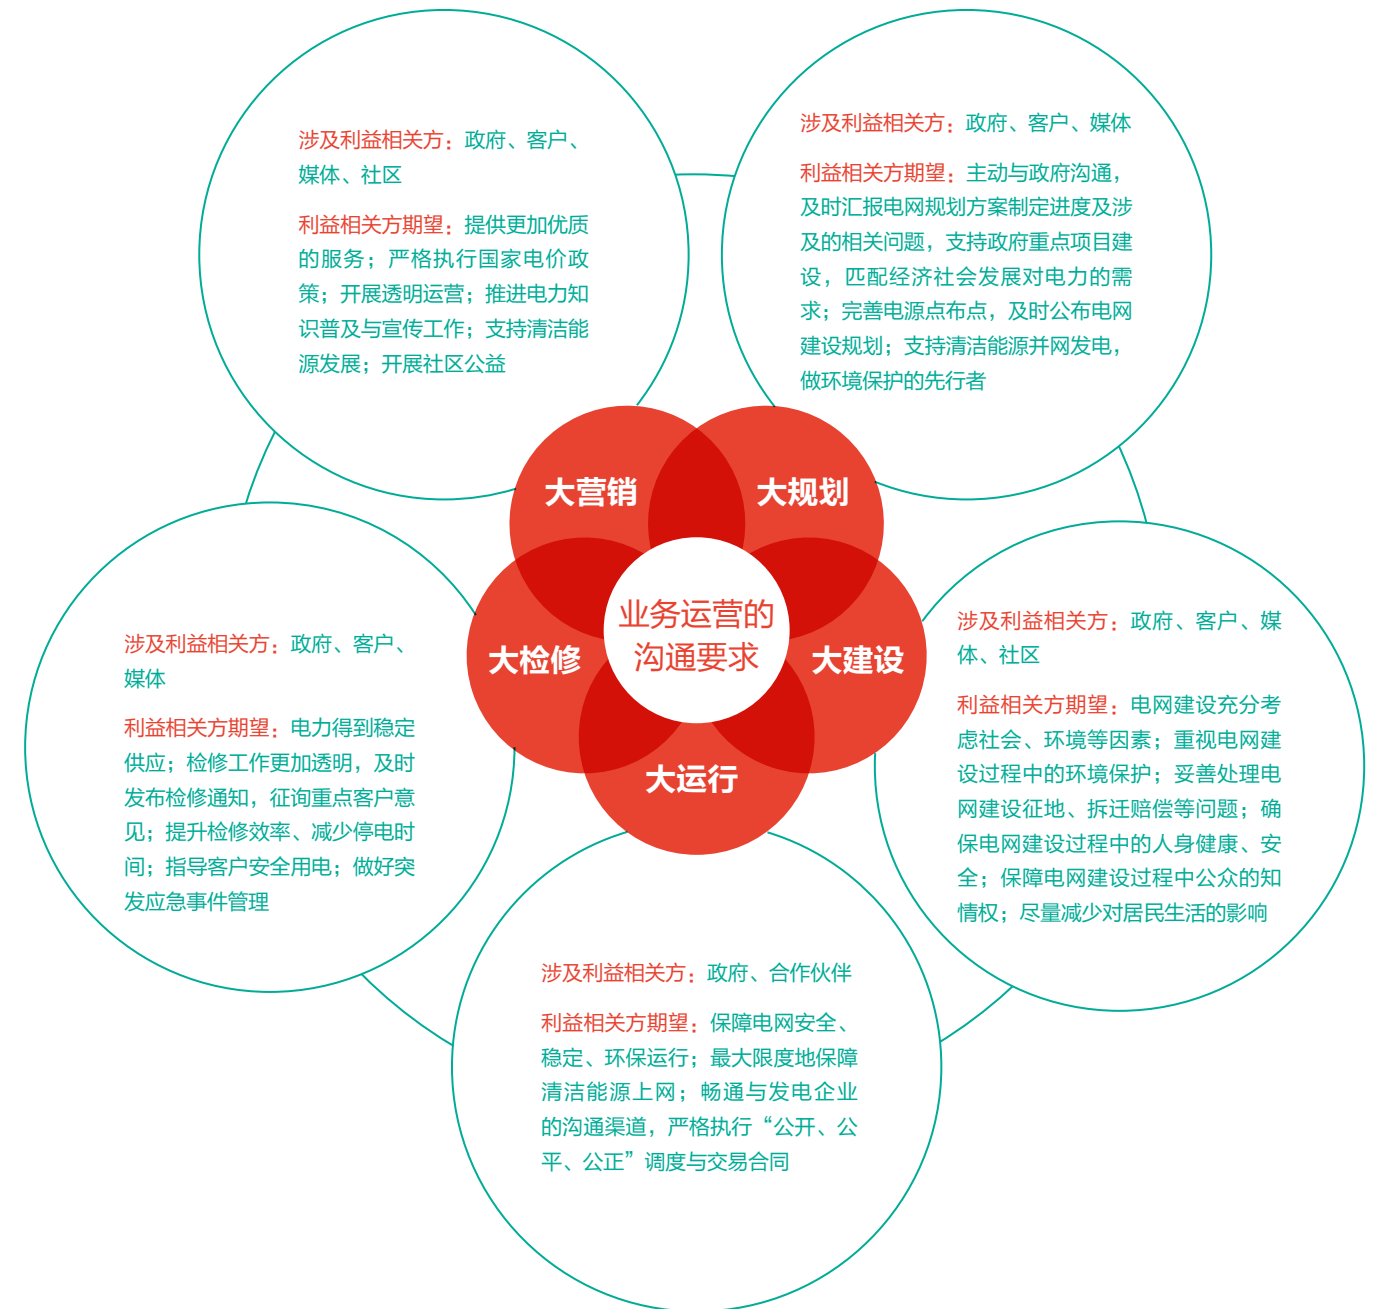 涉及利益相关方：政府、客户、
媒体、社区
利益相关方期望：提供更加优质
的服务；严格执行国家电价政
策；开展透明运营；推进电力知
识普及与宣传工作；支持清洁能
源发展；开展社区公益
涉及利益相关方：政府、客户、媒体
利益相关方期望：主动与政府沟通，
及时汇报电网规划方案制定进度及涉
及的相关问题，支持政府重点项目建
设，匹配经济社会发展对电力的需
求；完善电源点布点，及时公布电网
建设规划；支持清洁能源并网发电，
做环境保护的先行者
大营销
大规划
业务运营的
沟通要求
大检修
大建设
大运行
涉及利益相关方：政府、客户、
媒体
利益相关方期望：电力得到稳定
供应；检修工作更加透明，及时
发布检修通知，征询重点客户意
见；提升检修效率、减少停电时
间；指导客户安全用电；做好突
发应急事件管理
涉及利益相关方：政府、客户、媒
体、社区
利益相关方期望：电网建设充分考
虑社会、环境等因素；重视电网建
设过程中的环境保护；妥善处理电
网建设征地、拆迁赔偿等问题；确
保电网建设过程中的人身健康、安
全；保障电网建设过程中公众的知
情权；尽量减少对居民生活的影响
涉及利益相关方：政府、合作伙伴
利益相关方期望：保障电网安全、
稳定、环保运行；最大限度地保障
清洁能源上网；畅通与发电企业
的沟通渠道，严格执行“公开、公
平、公正”调度与交易合同